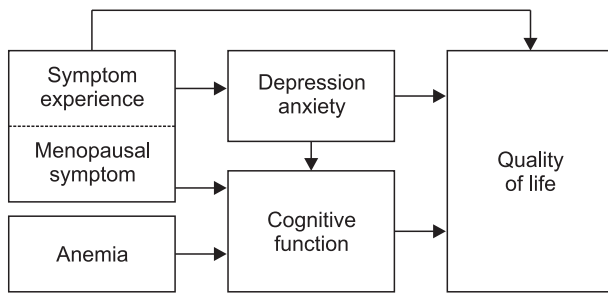 Symptom
experience
Menopausal
symptom
Anemia
Depression
anxiety
Cognitive
function
Quality
of life